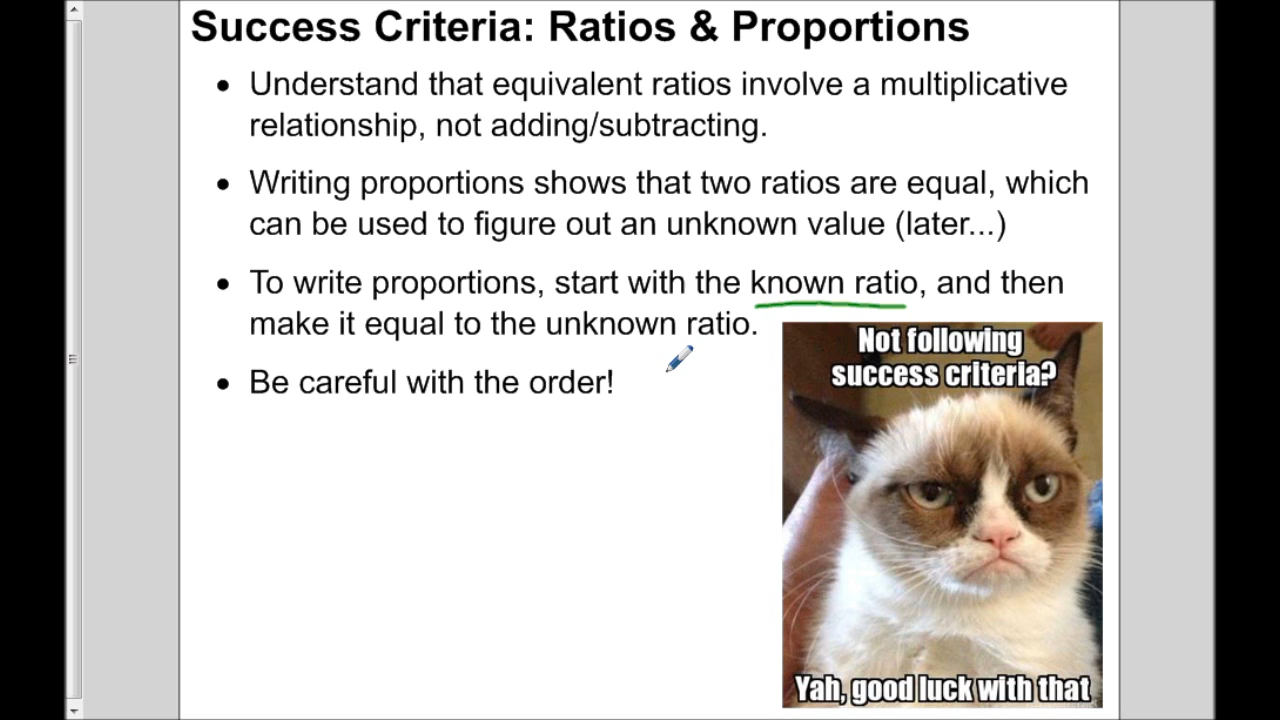 Success Criteria: Ratios & Proportions
• Understand that equivalent ratios involve a multiplicative
relationship, not adding/subtracting.
• Writing proportions shows that two ratios are equal, which
can be used to figure out an unknown value (later...)
• To write proportions, start with the known ratio, and then
make it equal to the unknown ratio.
• Be careful with the order!
Not following
success criteria?
Yah, good luck with that